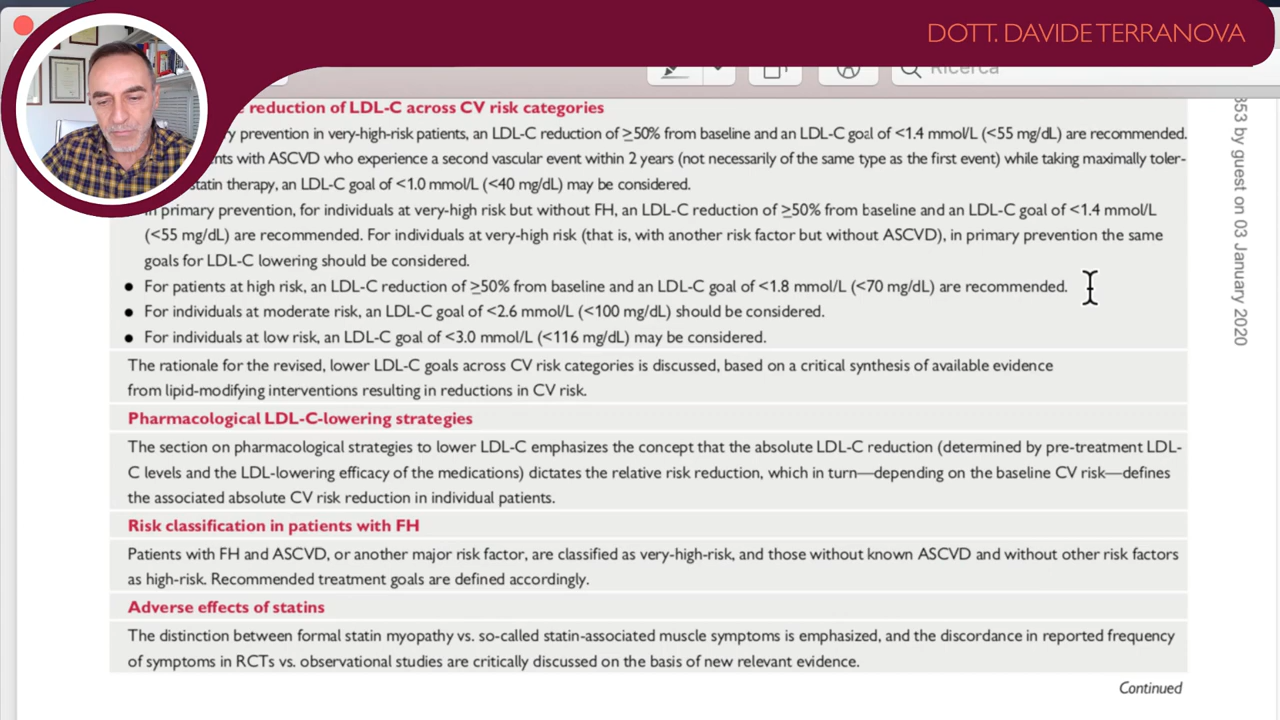 DOTT. DAVIDE TERRANOVA
Ricerca
reduction of LDL-C across CV risk categories
prevention in very-high-risk patients, an LDL-C reduction of ≥50% from baseline and an LDL-C goal of <1.4 mmol/L (<55 mg/dL) are recommended.
with ASCVD who experience a second vascular event within 2 years (not necessarily of the same type as the first event) while taking maximally toler-
statin therapy, an LDL-C goal of <1.0 mmol/L (<40 mg/dL) may be considered.
In primary prevention, for individuals at very-high risk but without FH, an LDL-C reduction of ≥50% from baseline and an LDL-C goal of <1.4 mmol/L
(<55 mg/dL) are recommended. For individuals at very-high risk (that is, with another risk factor but without ASCVD), in primary prevention the same
goals for LDL-C lowering should be considered.
● For patients at high risk, an LDL-C reduction of ≥50% from baseline and an LDL-C goal of <1.8 mmol/L (<70 mg/dL) are recommended.
● For individuals at moderate risk, an LDL-C goal of <2.6 mmol/L (<100 mg/dL) should be considered.
● For individuals at low risk, an LDL-C goal of <3.0 mmol/L (<116 mg/dL) may be considered.
The rationale for the revised, lower LDL-C goals across CV risk categories is discussed, based on a critical synthesis of available evidence
from lipid-modifying interventions resulting in reductions in CV risk.
Pharmacological LDL-C-lowering strategies
The section on pharmacological strategies to lower LDL-C emphasizes the concept that the absolute LDL-C reduction (determined by pre-treatment LDL-
C levels and the LDL-lowering efficacy of the medications) dictates the relative risk reduction, which in turn—depending on the baseline CV risk—defines
the associated absolute CV risk reduction in individual patients.
Risk classification in patients with FH
Patients with FH and ASCVD, or another major risk factor, are classified as very-high-risk, and those without known ASCVD and without other risk factors
as high-risk. Recommended treatment goals are defined accordingly.
Adverse effects of statins
The distinction between formal statin myopathy vs. so-called statin-associated muscle symptoms is emphasized, and the discordance in reported frequency
of symptoms in RCTs vs. observational studies are critically discussed on the basis of new relevant evidence.
Continued
353 by guest on 03 January 2020